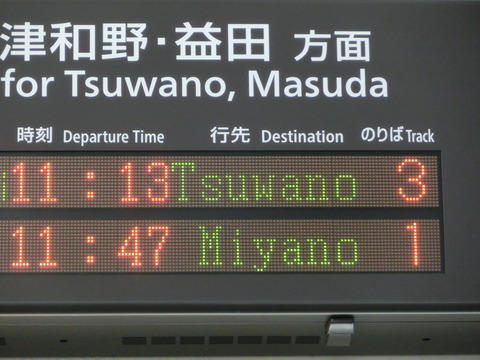 津和野・益田 方面
for Tsuwano, Masuda
時刻 Departure Time 行先 Destination のりば Track
11:13 Tsuwano 3
11:47 Miyano 1